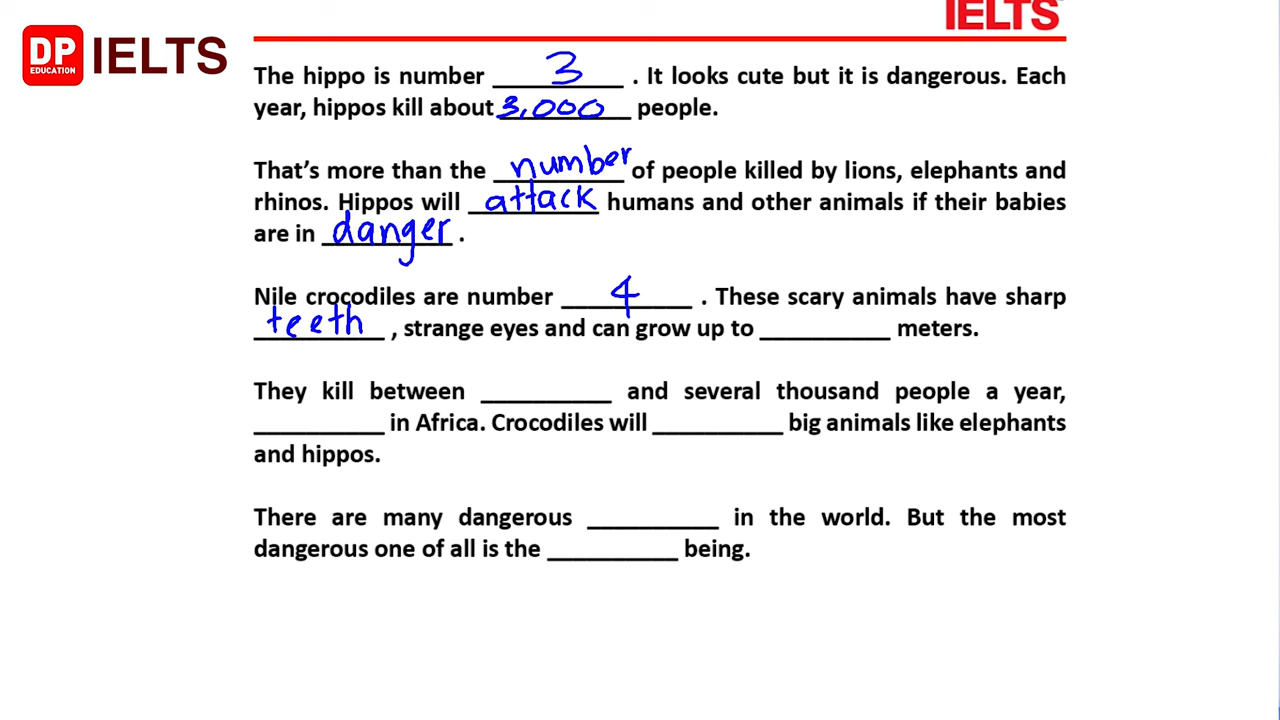 IELTS
DP
EDUCATION
IELTS
The hippo is number 3 . It looks cute but it is dangerous. Each
year, hippos kill about 3,000 people.
That's more than the number of people killed by lions, elephants and
rhinos. Hippos will attack humans and other animals if their babies
are in danger .
Nile crocodiles are number 4 . These scary animals have sharp
teeth , strange eyes and can grow up to __________ meters.
They kill between __________ and several thousand people a year,
__________ in Africa. Crocodiles will __________ big animals like elephants
and hippos.
There are many dangerous __________ in the world. But the most
dangerous one of all is the __________ being.